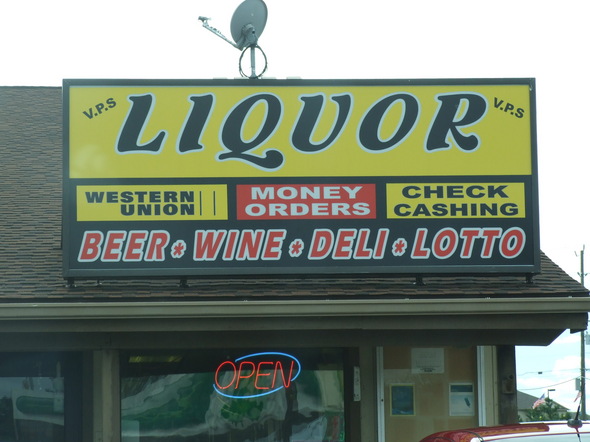 V.P.S LIQUOR V.P.S
WESTERN UNION
MONEY ORDERS
CHECK CASHING
BEER * WINE * DELI * LOTTO
OPEN